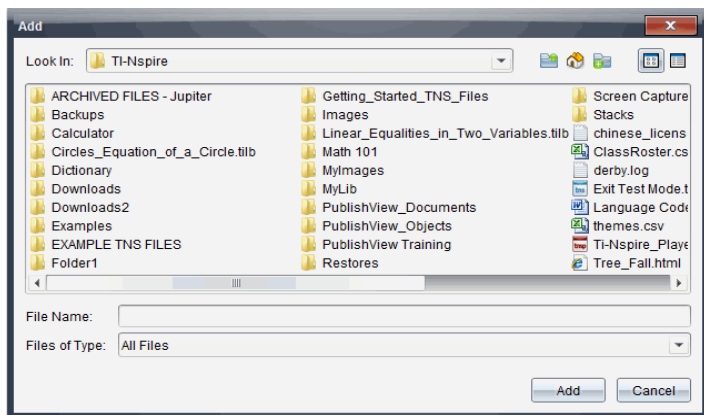 Add
Look In: TI-Nspire
ARCHIVED FILES - Jupiter
Backups
Calculator
Circles_Equation_of_a_Circle.tilb
Dictionary
Downloads
Downloads2
Examples
EXAMPLE TNS FILES
Folder1
Getting_Started_TNS_Files
Images
Linear_Equalities_in_Two_Variables.tilb
Math 101
MyImages
MyLib
PublishView_Documents
PublishView_Objects
PublishView Training
Restores
Screen Capture
Stacks
chinese_licens
ClassRoster.cs
derby.log
Exit Test Mode.t
Language Code
themes.csv
Ti-Nspire_Playe
Tree_Fall.html
File Name:
Files of Type: All Files
Add Cancel